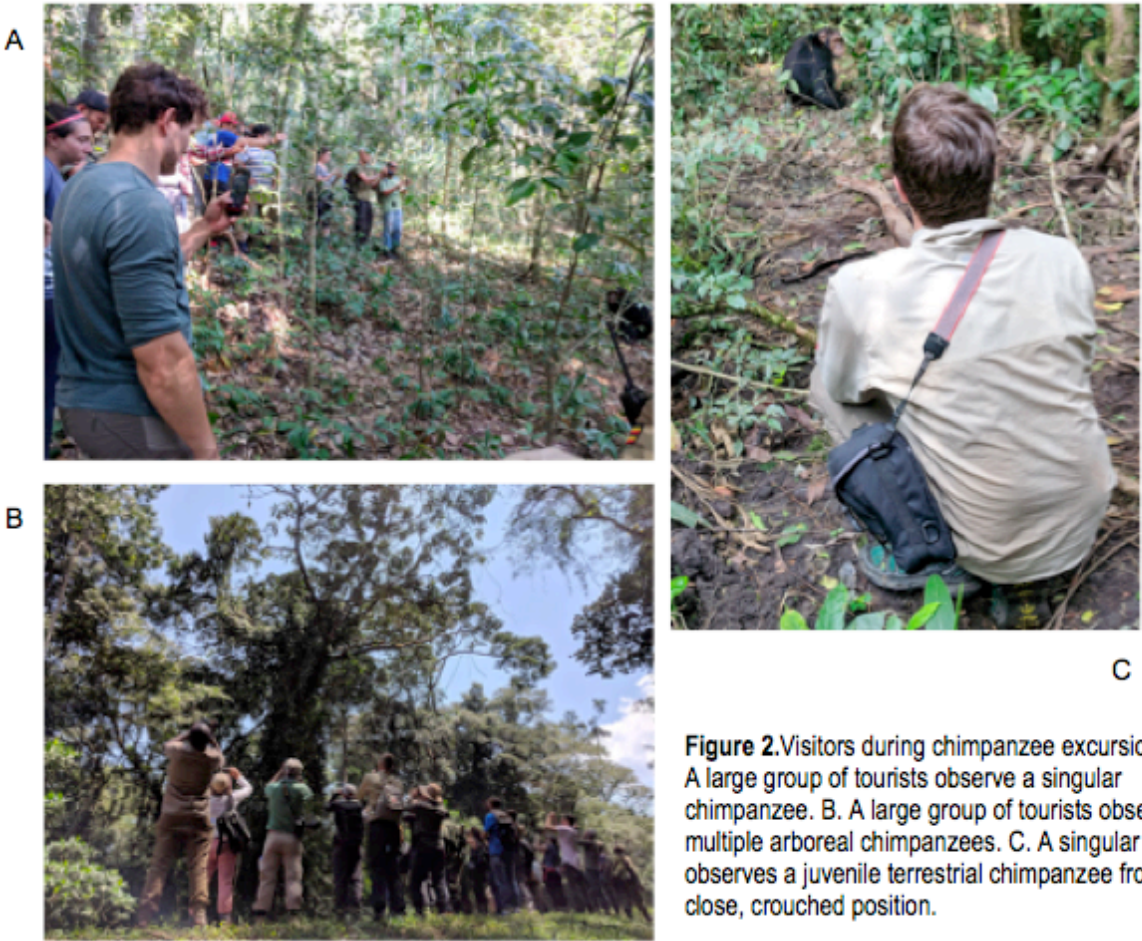 A
B
C
Figure 2.Visitors during chimpanzee
A large group of tourists observe a singular
chimpanzee. B. A large group of tourists
multiple arboreal chimpanzees. C. A singular
observes a juvenile terrestrial chimpanzee
close, crouched position.